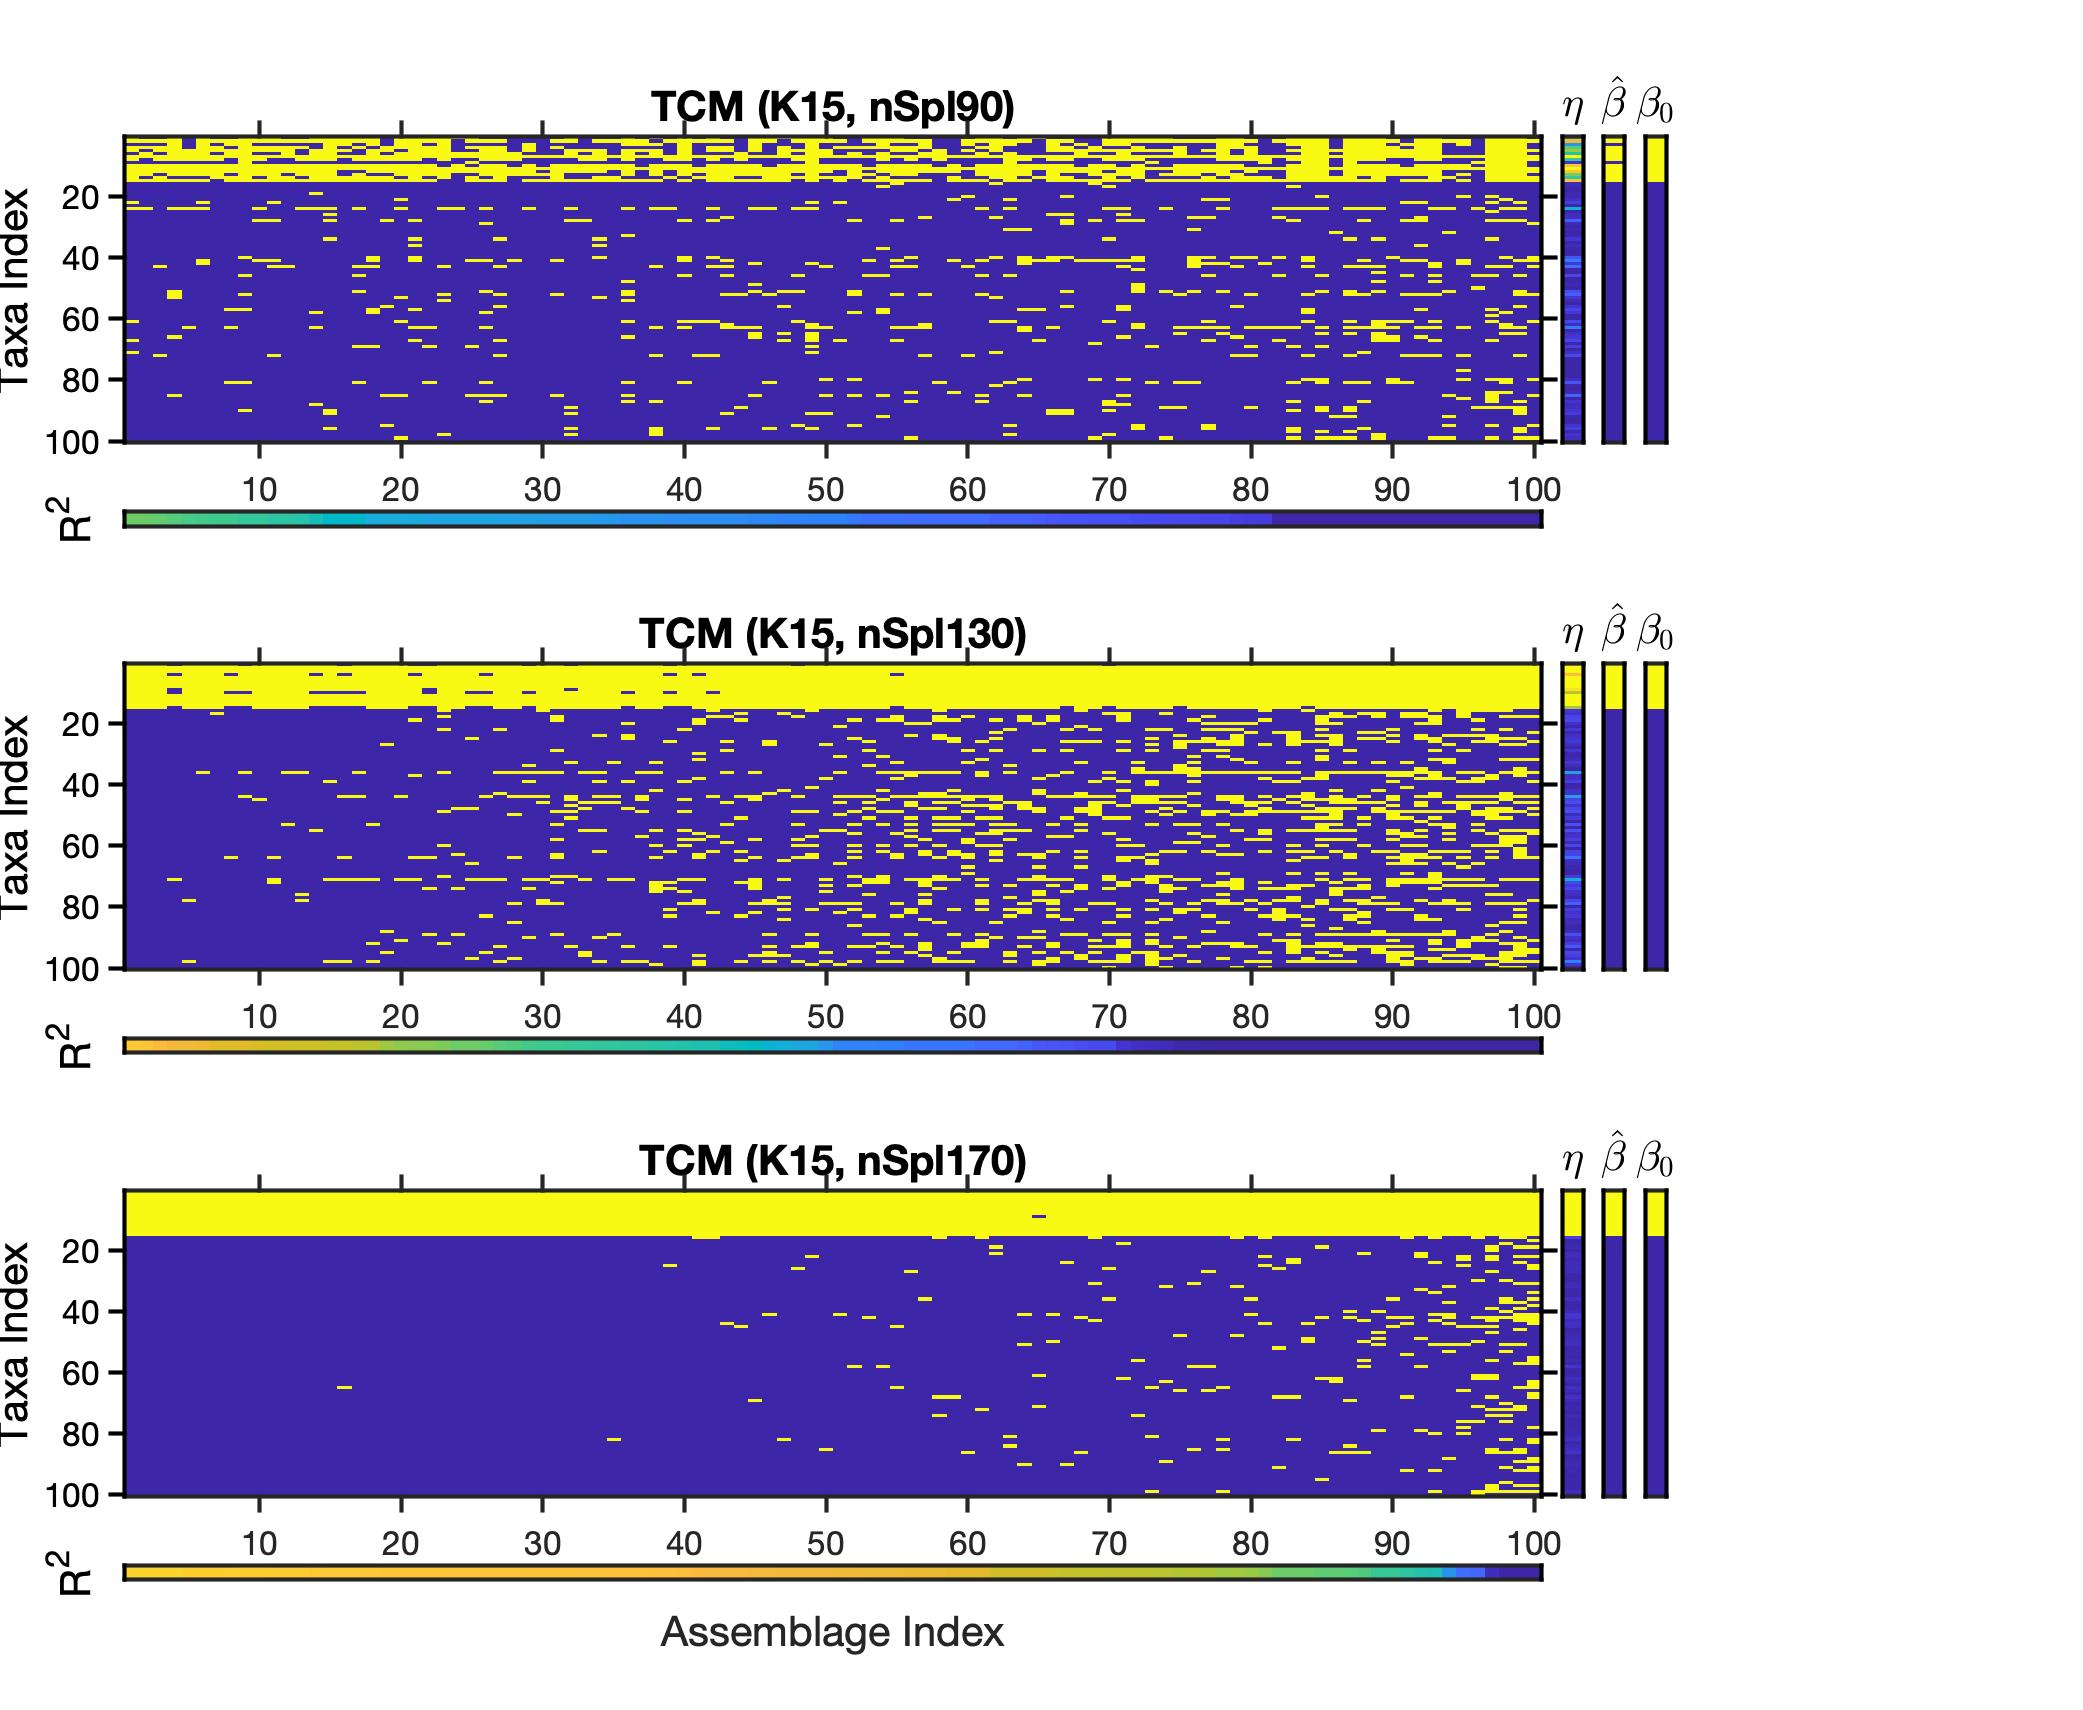 TCM (K15, nSpl90)
η β̂ β₀
Taxa Index
20
40
60
80
100
10 20 30 40 50 60 70 80 90 100
R²
TCM (K15, nSpl130)
η β̂ β₀
Taxa Index
20
40
60
80
100
10 20 30 40 50 60 70 80 90 100
R²
TCM (K15, nSpl170)
η β̂ β₀
Taxa Index
20
40
60
80
100
10 20 30 40 50 60 70 80 90 100
R²
Assemblage Index